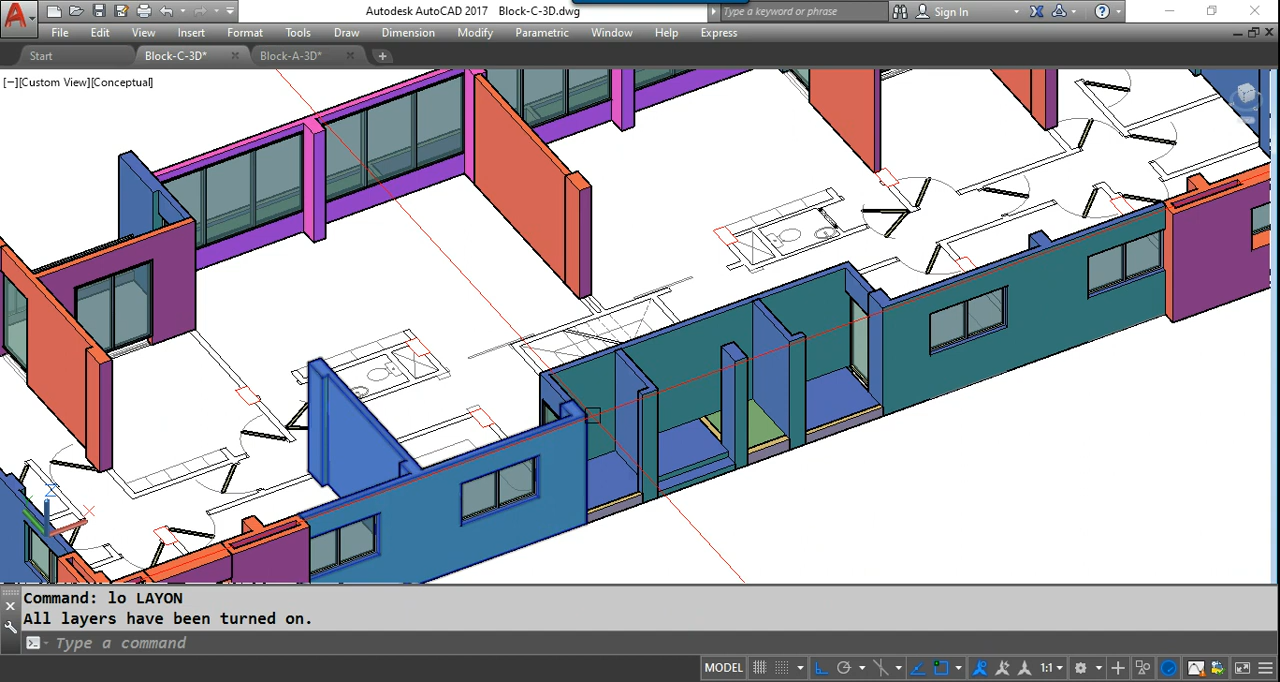 Autodesk AutoCAD 2017 Block-C-3D.dwg Type a keyword or phrase Sign In
File Edit View Insert Format Tools Draw Dimension Modify Parametric Window Help Express
Start Block-C-3D* Block-A-3D*
[−][Custom View][Conceptual]
Z
X
Command: lo LAYON
All layers have been turned on.
Type a command
MODEL 1:1